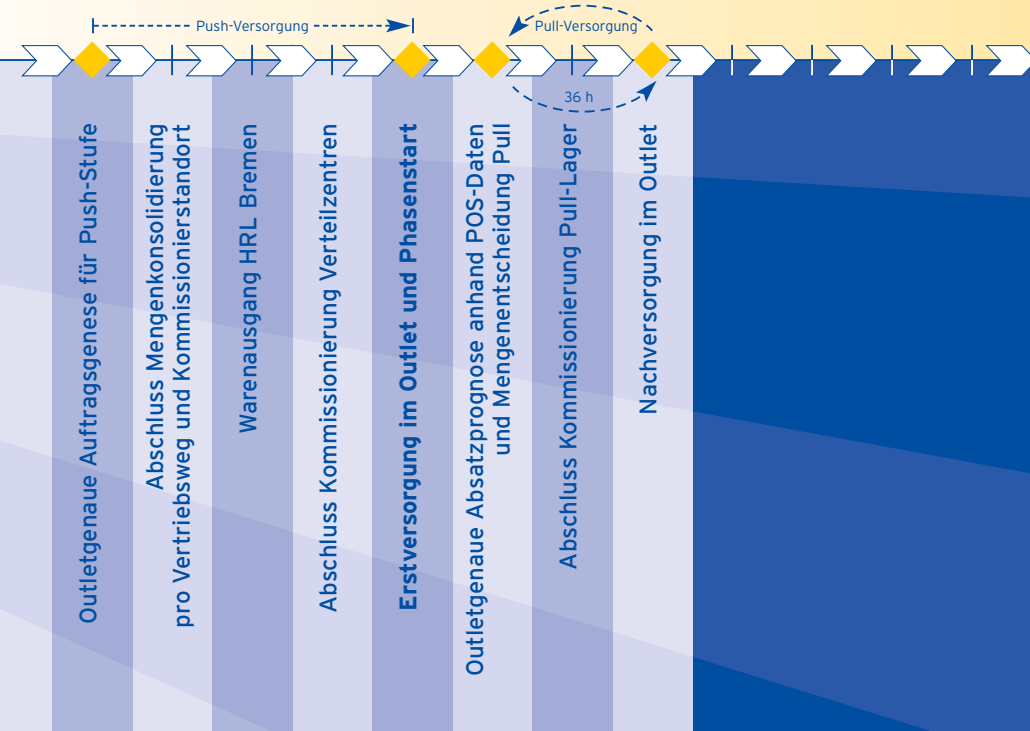 Push-Versorgung
Pull-Versorgung
36 h
Outletgenaue Auftragsgenese für Push-Stufe
Abschluss Mengenkonsolidierung
pro Vertriebsweg und Kommissionierstandort
Warenausgang HRL Bremen
Abschluss Kommissionierung Verteilzentren
Erstversorgung im Outlet und Phasenstart
Outletgenaue Absatzprognose anhand POS-Daten
und Mengenentscheidung Pull
Abschluss Kommissionierung Pull-Lager
Nachversorgung im Outlet